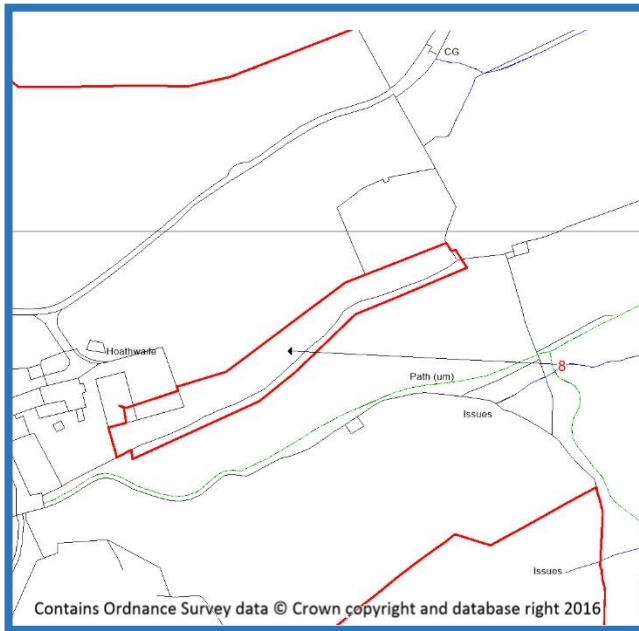 CG
Hoathwaite
8
Path (um)
Issues
Issues
Contains Ordnance Survey data © Crown copyright and database right 2016